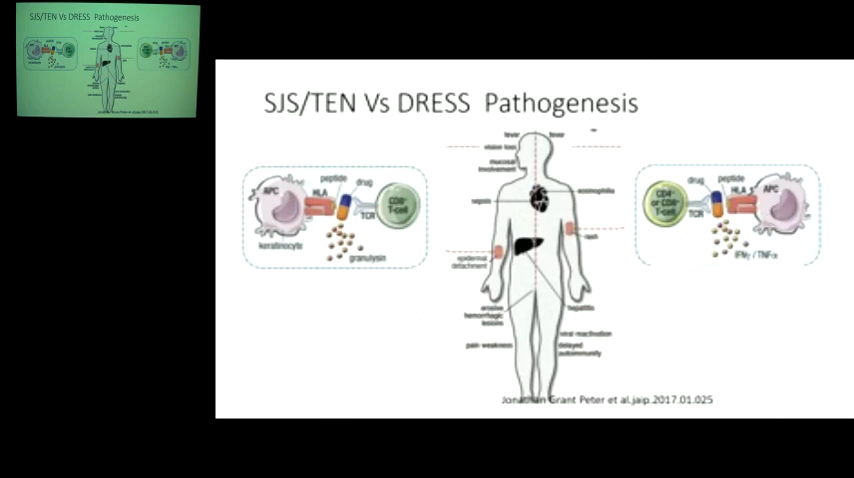 SJS/TEN Vs DRESS Pathogenesis
SJS/TEN Vs DRESS Pathogenesis
fever
fever
vision loss
mucosal
involvement
eosinophilia
sepsis
rash
epidermal
detachment
erosive
hemorrhagic
lesions
hepatitis
viral reactivation
pain weakness
delayed
autoimmunity
APC
HLA
peptide
drug
TCR
CD8+
T-cell
keratinocyte
granulysin
CD4+
or CD8+
T-cell
drug
TCR
peptide
HLA
APC
IFNγ / TNFα
Jonathan Grant Peter et al.jaip.2017.01.025